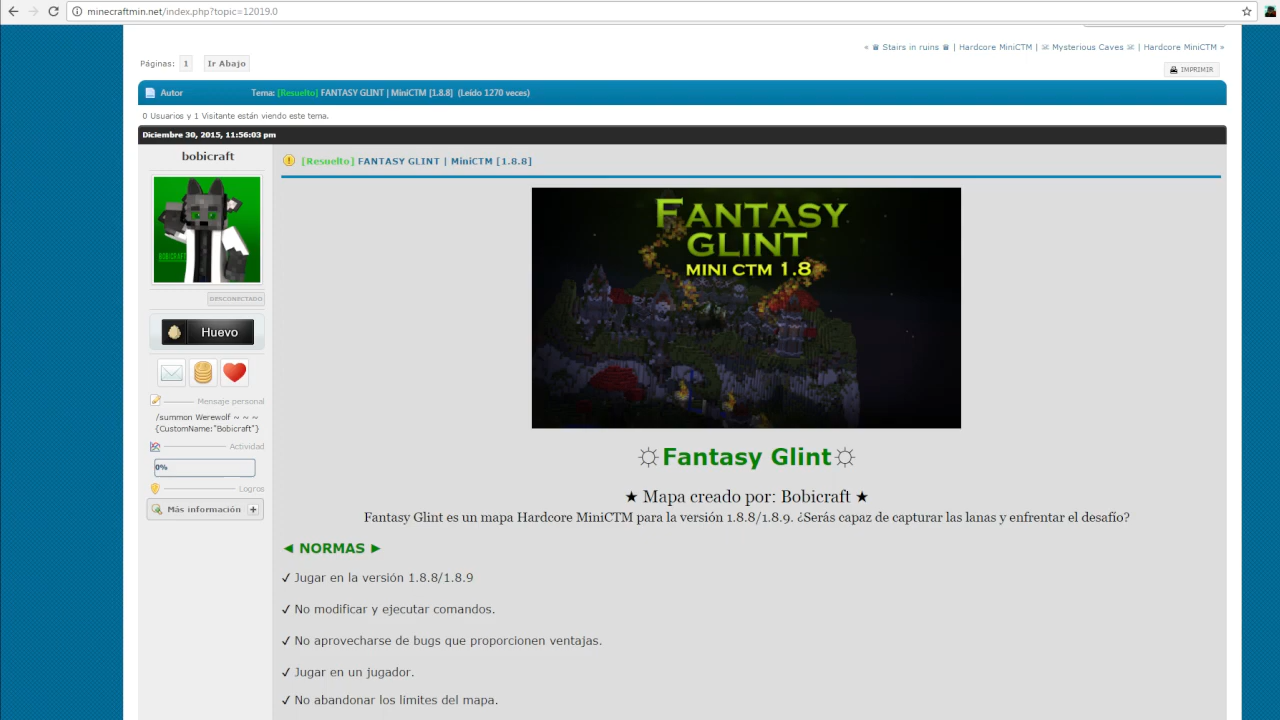 minecraftmin.net/index.php?topic=12019.0
« ♜ Stairs in ruins ♜ | Hardcore MiniCTM | ☠ Mysterious Caves ☠ | Hardcore MiniCTM »
Páginas: 1 Ir Abajo
IMPRIMIR
Autor Tema: [Resuelto] FANTASY GLINT | MiniCTM [1.8.8] (Leído 1270 veces)
0 Usuarios y 1 Visitante están viendo este tema.
Diciembre 30, 2015, 11:56:03 pm
bobicraft
BOBICRAFT
DESCONECTADO
Huevo
Mensaje personal
/summon Werewolf ~ ~ ~
{CustomName:"Bobicraft"}
Actividad
0%
Logros
Más información +
[Resuelto] FANTASY GLINT | MiniCTM [1.8.8]
FANTASY
GLINT
MINI CTM 1.8
☼Fantasy Glint☼
★ Mapa creado por: Bobicraft ★
Fantasy Glint es un mapa Hardcore MiniCTM para la versión 1.8.8/1.8.9. ¿Serás capaz de capturar las lanas y enfrentar el desafío?
◄ NORMAS ►
✓ Jugar en la versión 1.8.8/1.8.9
✓ No modificar y ejecutar comandos.
✓ No aprovecharse de bugs que proporcionen ventajas.
✓ Jugar en un jugador.
✓ No abandonar los límites del mapa.